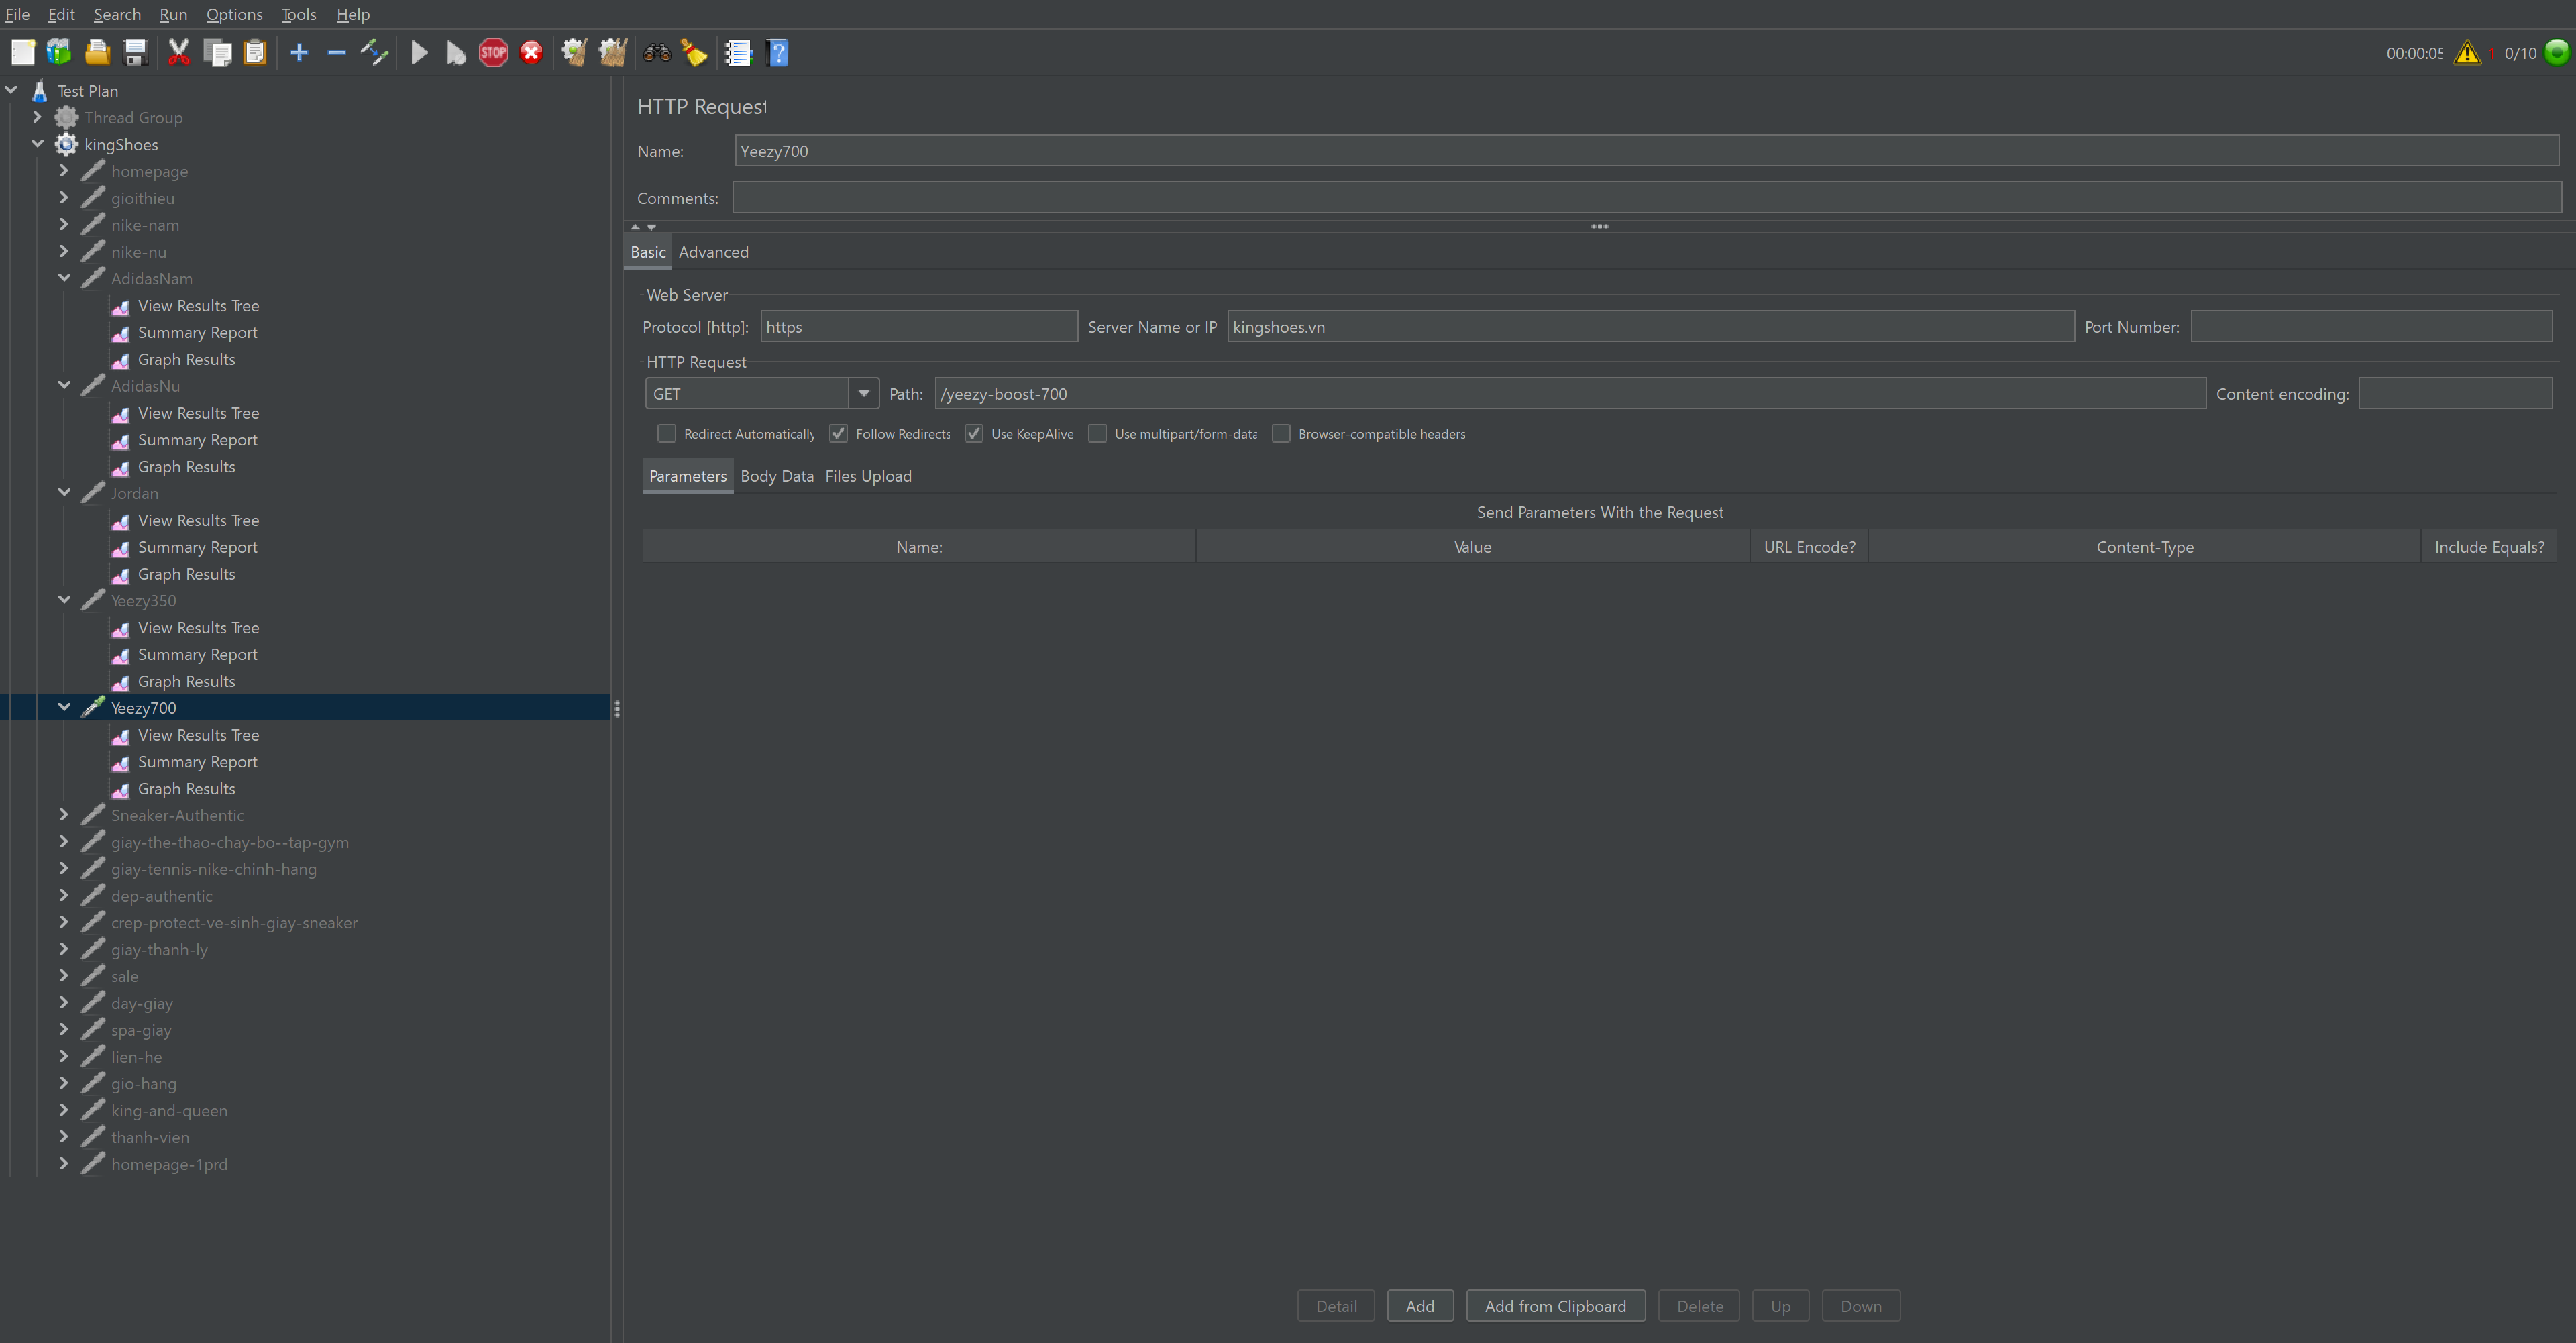 File Edit Search Run Options Tools Help
STOP
00:00:05 1 0/10
Test Plan
Thread Group
kingShoes
homepage
gioithieu
nike-nam
nike-nu
AdidasNam
View Results Tree
Summary Report
Graph Results
AdidasNu
View Results Tree
Summary Report
Graph Results
Jordan
View Results Tree
Summary Report
Graph Results
Yeezy350
View Results Tree
Summary Report
Graph Results
Yeezy700
View Results Tree
Summary Report
Graph Results
Sneaker-Authentic
giay-the-thao-chay-bo--tap-gym
giay-tennis-nike-chinh-hang
dep-authentic
crep-protect-ve-sinh-giay-sneaker
giay-thanh-ly
sale
day-giay
spa-giay
lien-he
gio-hang
king-and-queen
thanh-vien
homepage-1prd
HTTP Request
Name: Yeezy700
Comments:
Basic Advanced
Web Server
Protocol [http]: https Server Name or IP kingshoes.vn Port Number:
HTTP Request
GET Path: /yeezy-boost-700 Content encoding:
Redirect Automatically Follow Redirects Use KeepAlive Use multipart/form-data Browser-compatible headers
Parameters Body Data Files Upload
Send Parameters With the Request
Name: Value URL Encode? Content-Type Include Equals?
Detail Add Add from Clipboard Delete Up Down